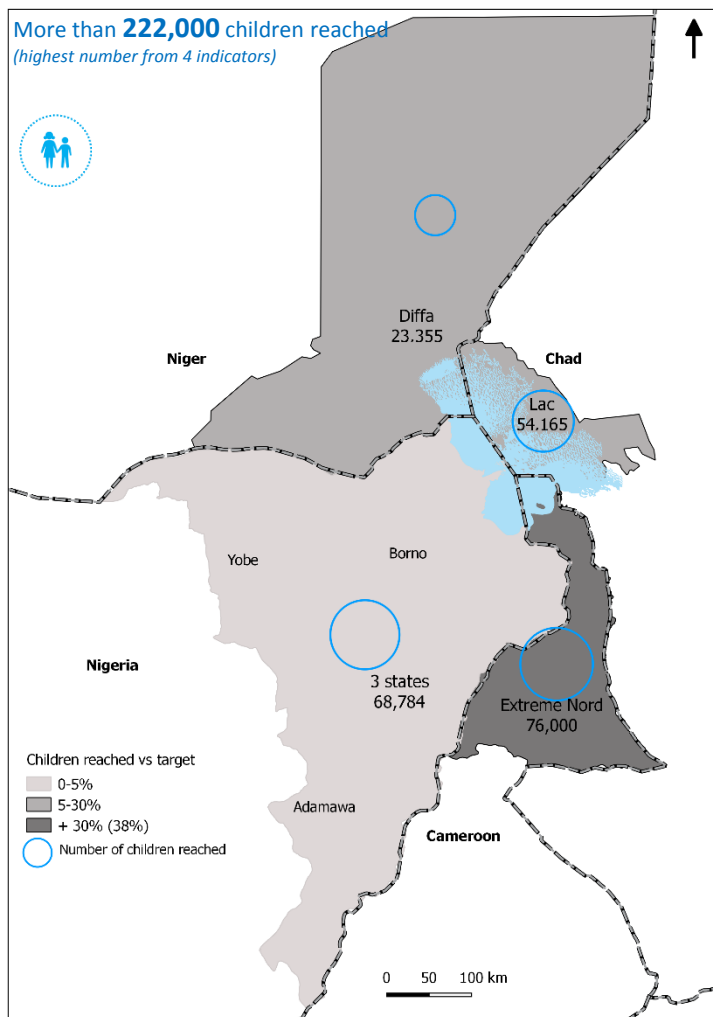 More than 222,000 children reached
(highest number from 4 indicators)
Diffa
23.355
Niger
Chad
Lac
54.165
Yobe
Borno
Nigeria
3 states
68,784
Extreme Nord
76,000
Children reached vs target
0-5%
5-30%
+ 30% (38%)
Number of children reached
Adamawa
Cameroon
0 50 100 km